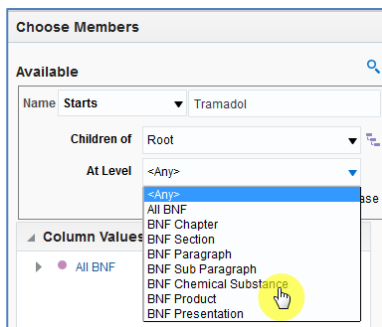 Choose Members
Available
Name Starts Tramadol
Children of Root
At Level <Any>
<Any>
All BNF
BNF Chapter
BNF Section
BNF Paragraph
BNF Sub Paragraph
BNF Chemical Substance
BNF Product
BNF Presentation
Column Values
All BNF